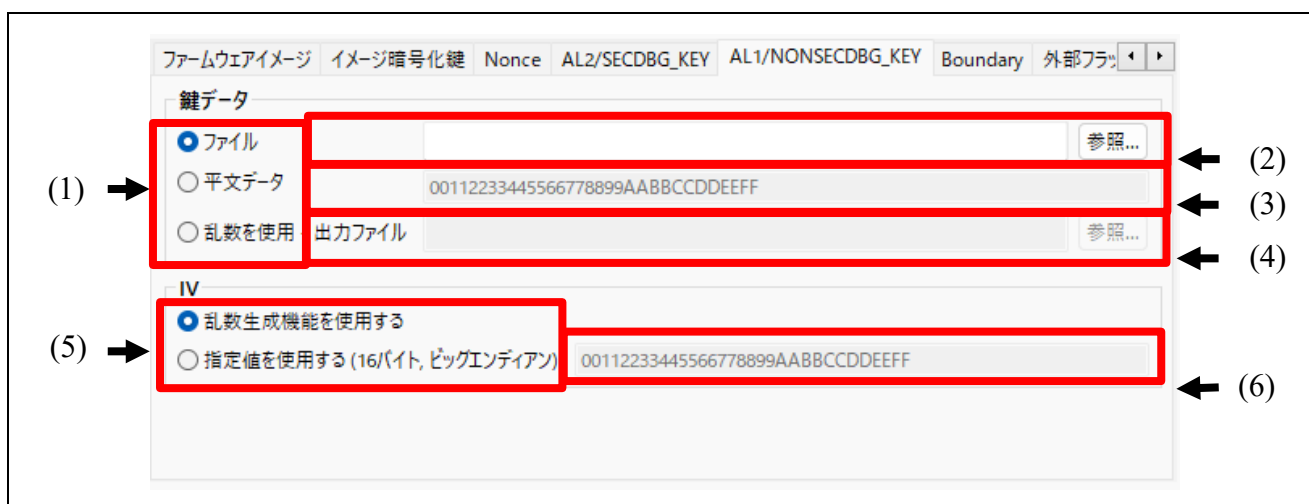 ファームウェアイメージ イメージ暗号化鍵 Nonce AL2/SECDBG_KEY AL1/NONSECDBG_KEY Boundary 外部フラッ
鍵データ
ファイル 参照...
(2)
(1)
平文データ 00112233445566778899AABBCCDDEEFF
(3)
乱数を使用 - 出力ファイル 参照...
(4)
IV
乱数生成機能を使用する
(5)
指定値を使用する (16バイト, ビッグエンディアン) 00112233445566778899AABBCCDDEEFF
(6)